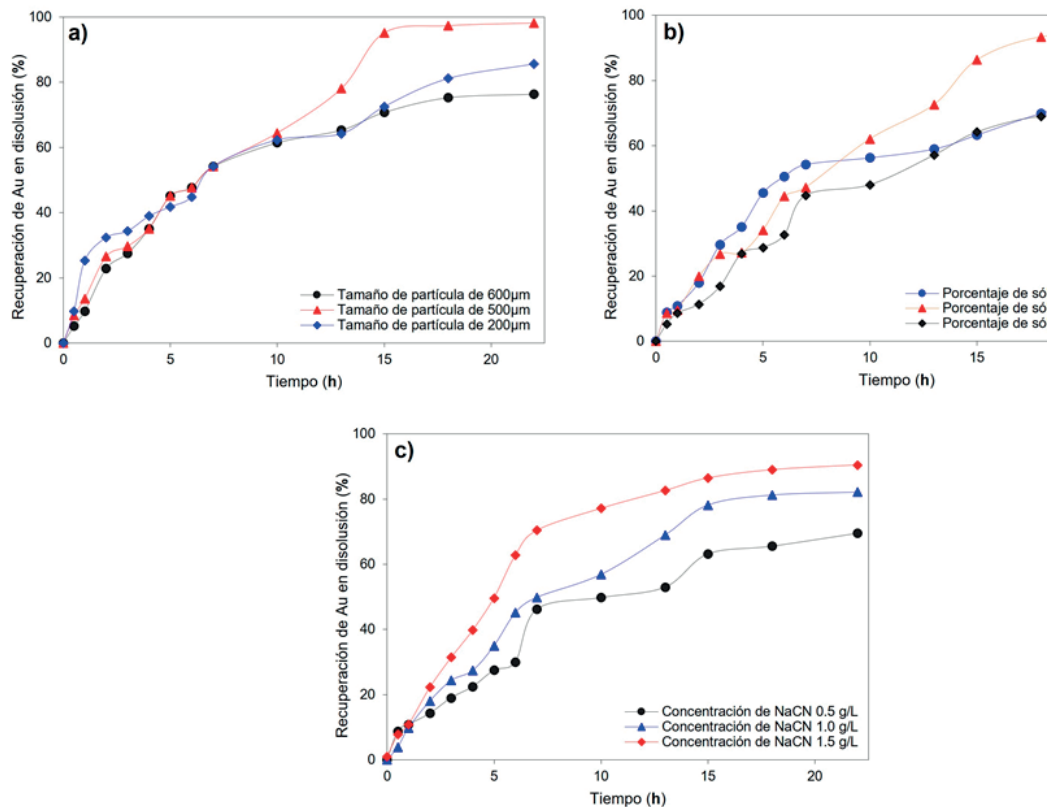 a)
Recuperación de Au en disolusión (%)
100
80
60
40
20
0
Tamaño de partícula de 600µm
Tamaño de partícula de 500µm
Tamaño de partícula de 200µm
0 5 10 15 20
Tiempo (h)
b)
Recuperación de Au en disolusión (%)
100
80
60
40
20
0
Porcentaje de só
Porcentaje de só
Porcentaje de só
0 5 10 15
Tiempo (h)
c)
Recuperación de Au en disolusión (%)
100
80
60
40
20
0
Concentración de NaCN 0.5 g/L
Concentración de NaCN 1.0 g/L
Concentración de NaCN 1.5 g/L
0 5 10 15 20
Tiempo (h)